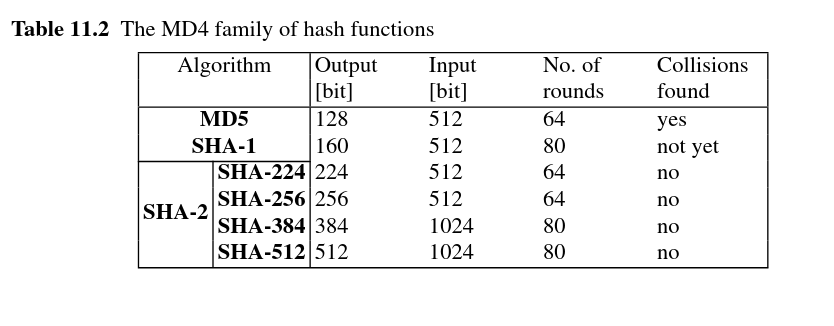 Table 11.2 The MD4 family of hash functions
Algorithm Output Input No. of Collisions
[bit] [bit] rounds found
MD5 128 512 64 yes
SHA-1 160 512 80 not yet
SHA-224 224 512 64 no
SHA-256 256 512 64 no
SHA-2
SHA-384 384 1024 80 no
SHA-512 512 1024 80 no